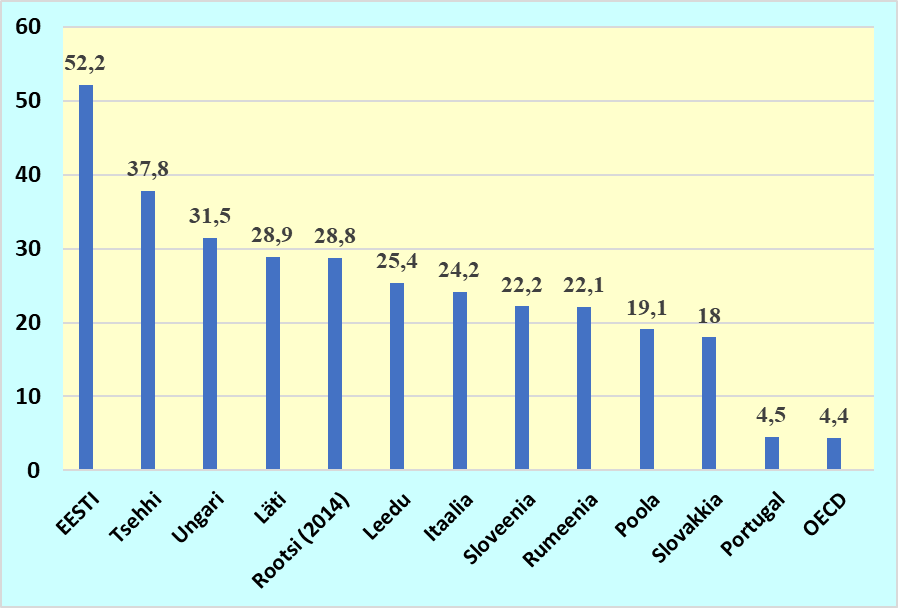 60
50
40
30
20
10
0
52,2
37,8
31,5
28,9
28,8
25,4
24,2
22,2
22,1
19,1
18
4,5
4,4
EESTI
Tsehhi
Ungari
Läti
Rootsi (2014)
Leedu
Itaalia
Sloveenia
Rumeenia
Poola
Slovakkia
Portugal
OECD